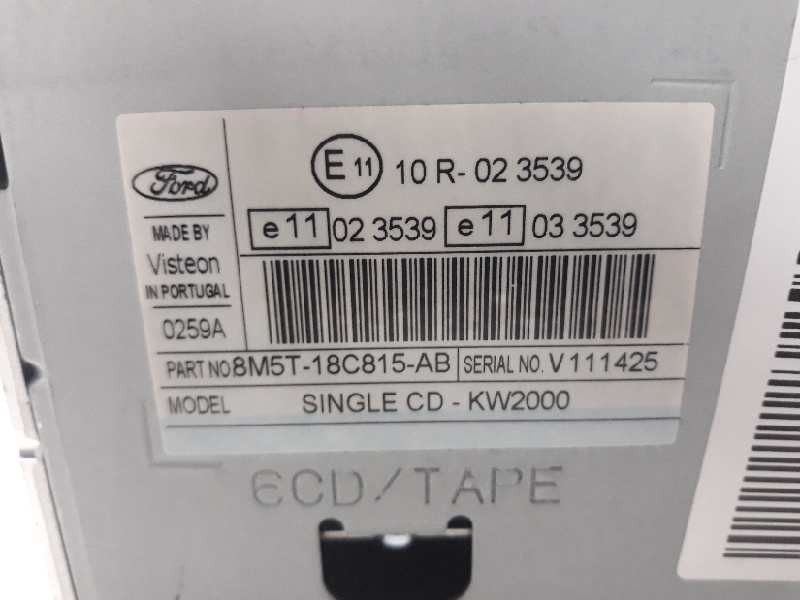 Ford
MADE BY
Visteon
IN PORTUGAL
0259A
E 11 10 R- 02 3539
e 11 02 3539 e 11 03 3539
PART NO 8M5T-18C815-AB SERIAL NO. V 111425
MODEL SINGLE CD - KW2000
6CD/TAPE